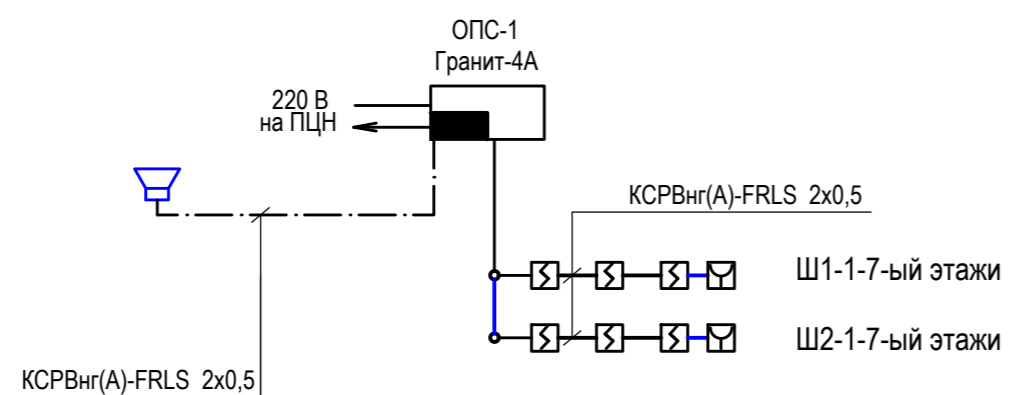 ОПС-1
Гранит-4А
220 В
на ПЦН
КСРВнг(А)-FRLS 2х0,5
Ш1-1-7-ый этажи
Ш2-1-7-ый этажи
КСРВнг(А)-FRLS 2х0,5